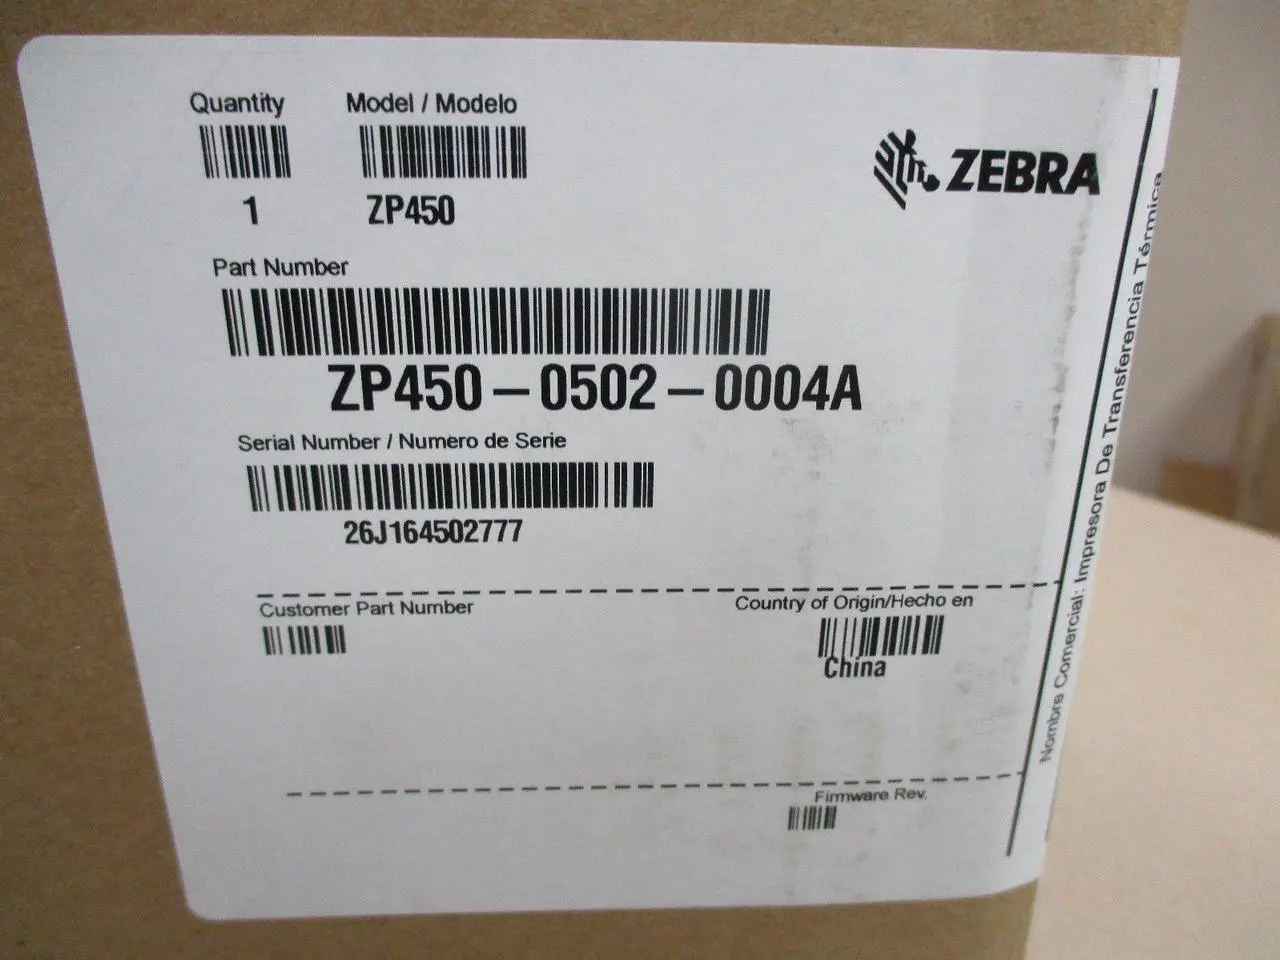 Quantity
Model / Modelo
1
ZP450
ZEBRA
Part Number
ZP450-0502-0004A
Serial Number / Numero de Serie
26J164502777
Customer Part Number
Country of Origin/Hecho en
China
Firmware Rev.
Nombre Comercial: Impresora De Transferencia Térmica